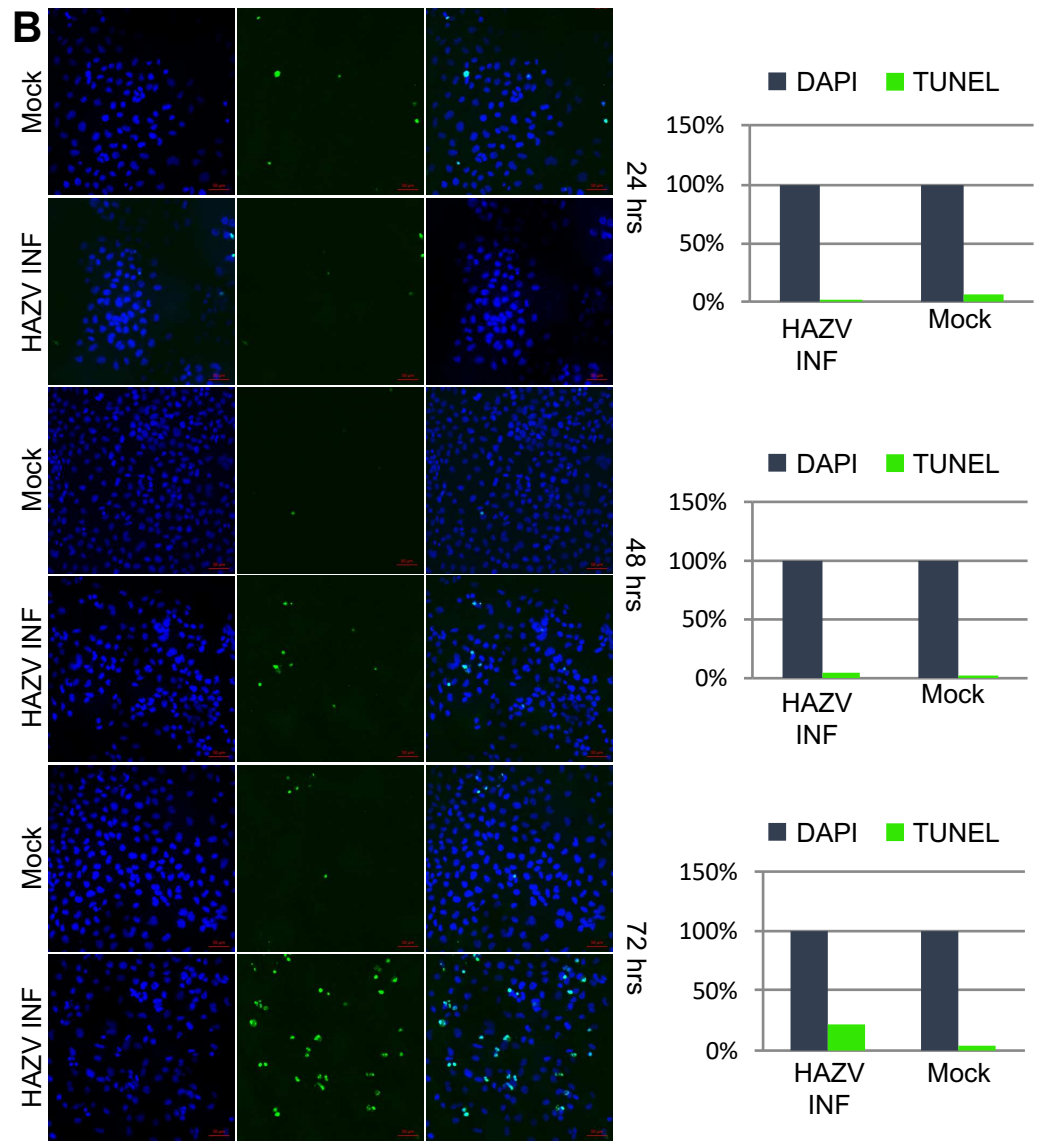 B
Mock
HAZV INF
Mock
HAZV INF
Mock
HAZV INF
24 hrs
DAPI TUNEL
150%
100%
50%
0%
HAZV
INF
Mock
48 hrs
DAPI TUNEL
150%
100%
50%
0%
HAZV
INF
Mock
72 hrs
DAPI TUNEL
150%
100%
50%
0%
HAZV
INF
Mock